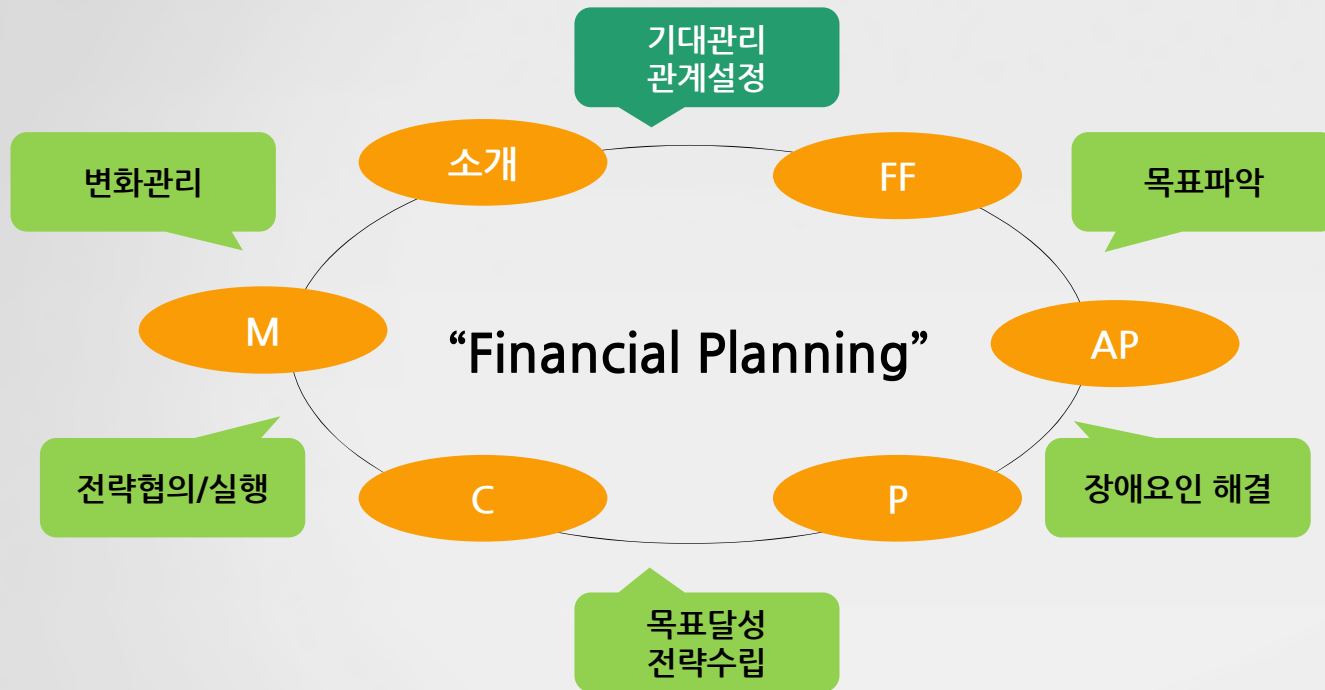 기대관리
관계설정
소개
FF
변화관리
목표파악
M
“Financial Planning”
AP
전략협의/실행
C
P
장애요인 해결
목표달성
전략수립